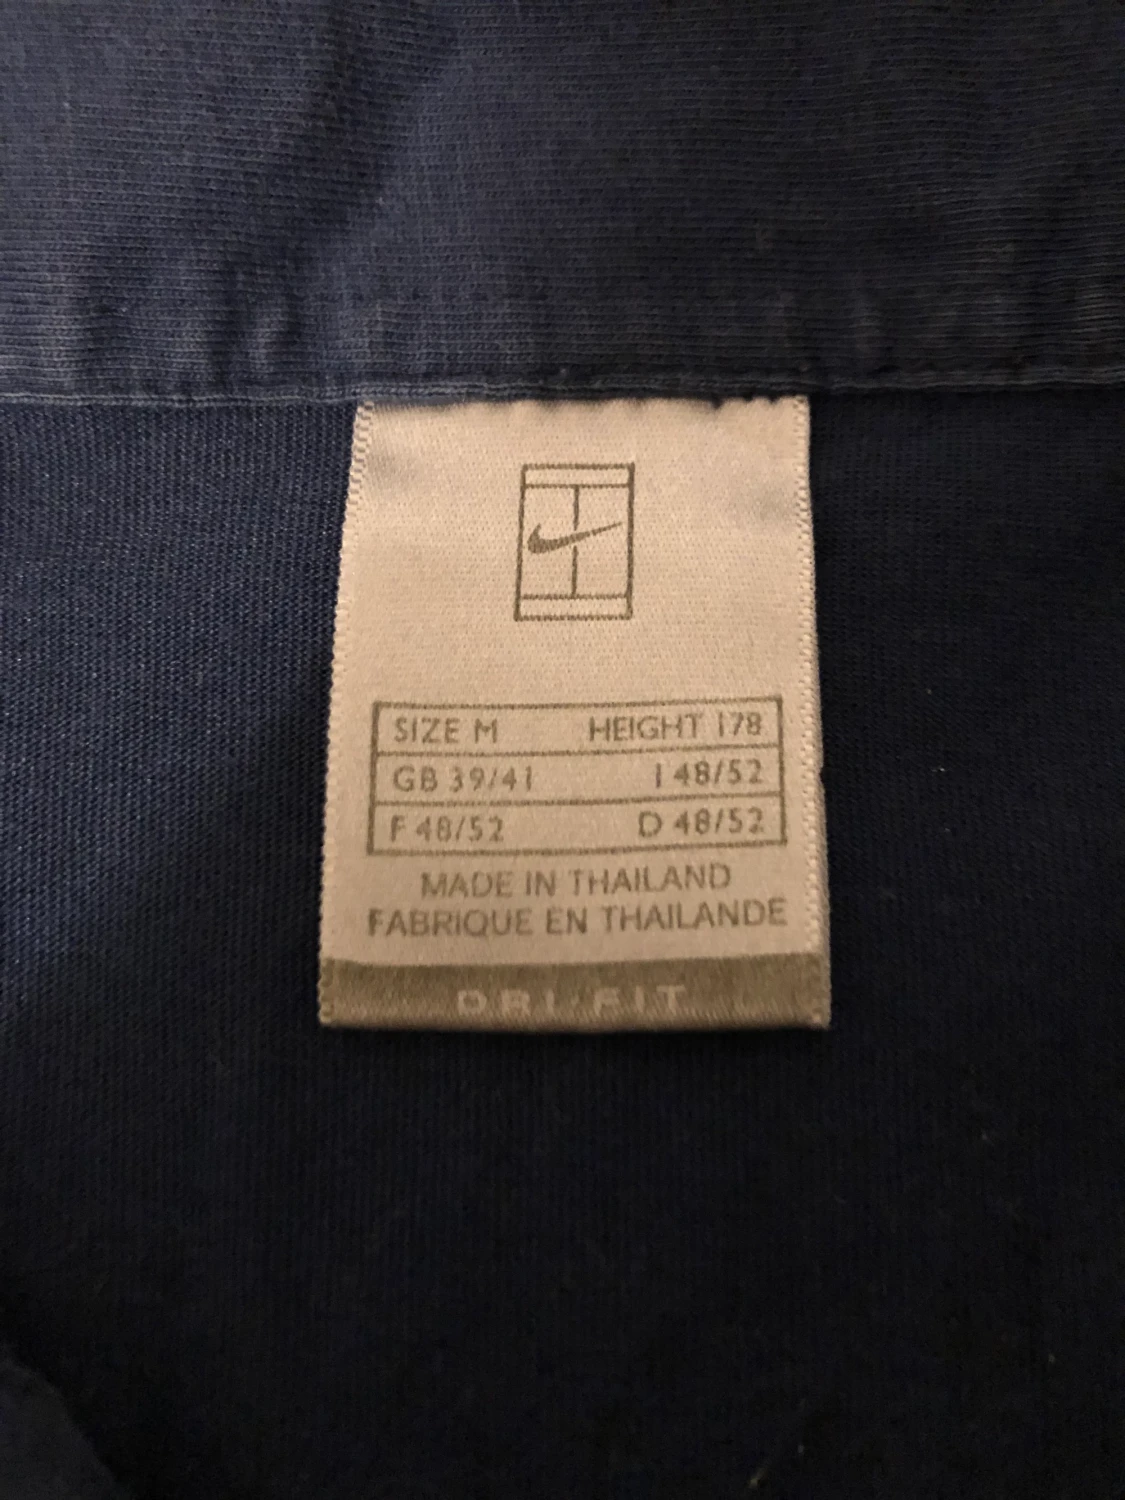 SIZE M HEIGHT 178
GB 39/41 I 48/52
F 48/52 D 48/52
MADE IN THAILAND
FABRIQUE EN THAILANDE
DRI-FIT